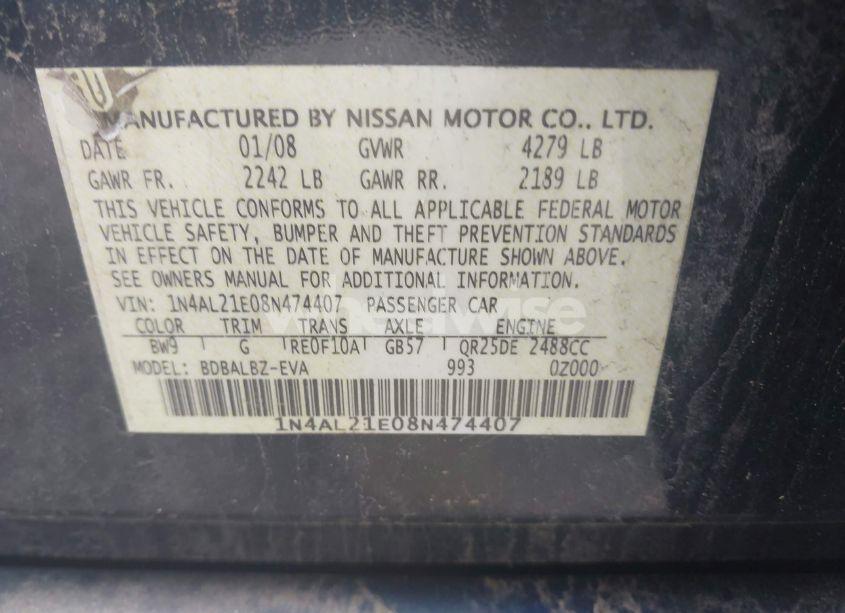 MANUFACTURED BY NISSAN MOTOR CO., LTD.
DATE 01/08 GVWR 4279 LB
GAWR FR. 2242 LB GAWR RR. 2189 LB
THIS VEHICLE CONFORMS TO ALL APPLICABLE FEDERAL MOTOR
VEHICLE SAFETY, BUMPER AND THEFT PREVENTION STANDARDS
IN EFFECT ON THE DATE OF MANUFACTURE SHOWN ABOVE.
SEE OWNERS MANUAL FOR ADDITIONAL INFORMATION.
VIN: 1N4AL21E08N474407 PASSENGER CAR
COLOR TRIM TRANS AXLE ENGINE
BW9 G RE0F10A GB57 QR25DE 2488CC
MODEL: BDBALBZ-EVA 993 0Z000
1N4AL21E08N474407